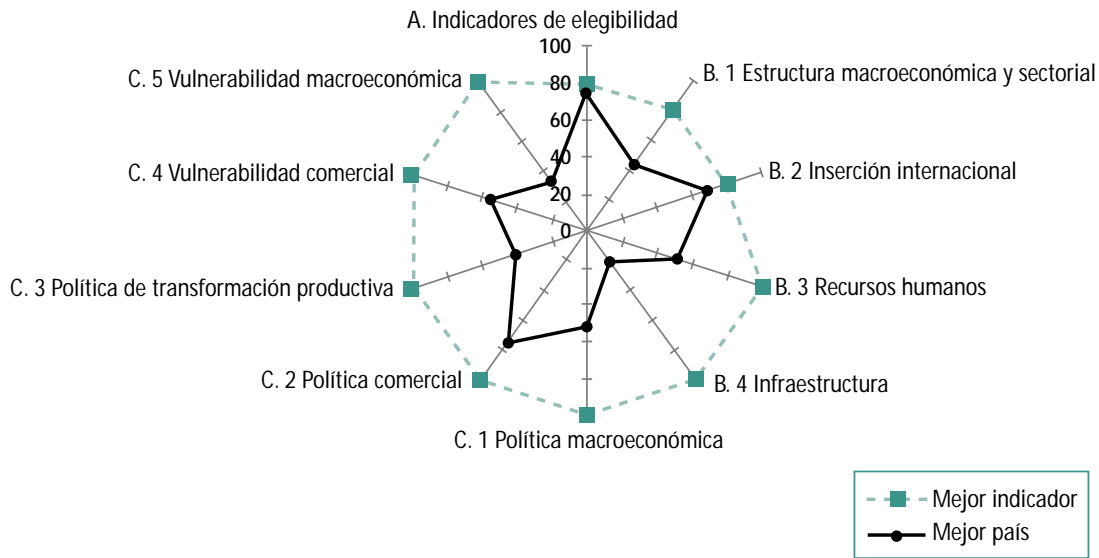 A. Indicadores de elegibilidad
100
80
60
40
20
0
B. 1 Estructura macroeconómica y sectorial
B. 2 Inserción internacional
B. 3 Recursos humanos
B. 4 Infraestructura
C. 1 Política macroeconómica
C. 2 Política comercial
C. 3 Política de transformación productiva
C. 4 Vulnerabilidad comercial
C. 5 Vulnerabilidad macroeconómica
Mejor indicador
Mejor país